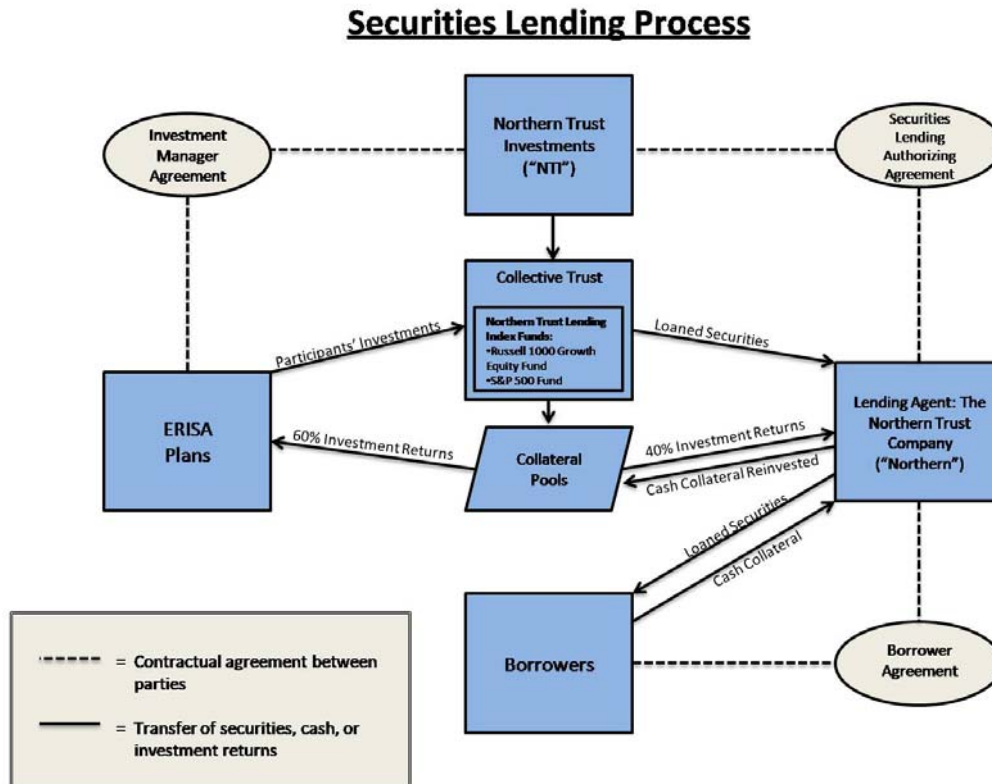 Securities Lending Process
Investment
Manager
Agreement
Northern Trust
Investments
("NTI")
Securities
Lending
Authorizing
Agreement
Collective Trust
Northern Trust Lending
Index Funds:
•Russell 1000 Growth
Equity Fund
•S&P 500 Fund
Participants' Investments
Loaned Securities
ERISA
Plans
60% Investment Returns
Collateral
Pools
40% Investment Returns
Cash Collateral Reinvested
Lending Agent: The
Northern Trust
Company
("Northern")
Loaned Securities
Cash Collateral
Borrowers
Borrower
Agreement
= Contractual agreement between
parties
= Transfer of securities, cash, or
investment returns